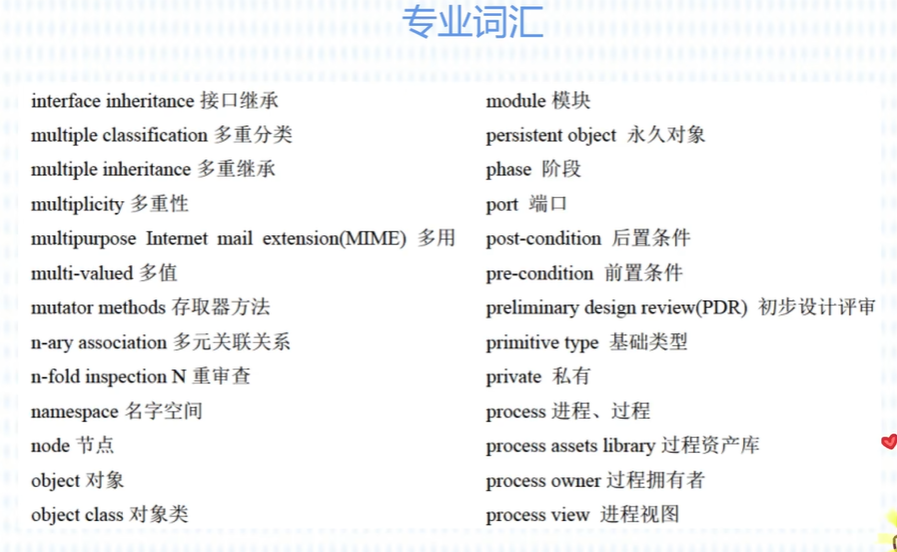 专业词汇
interface inheritance 接口继承
multiple classification 多重分类
multiple inheritance 多重继承
multiplicity 多重性
multipurpose Internet mail extension(MIME) 多用
multi-valued 多值
mutator methods 存取器方法
n-ary association 多元关联关系
n-fold inspection N 重审查
namespace 名字空间
node 节点
object 对象
object class 对象类
module 模块
persistent object 永久对象
phase 阶段
port 端口
post-condition 后置条件
pre-condition 前置条件
preliminary design review(PDR) 初步设计评审
primitive type 基础类型
private 私有
process 进程、过程
process assets library 过程资产库
process owner 过程拥有者
process view 进程视图